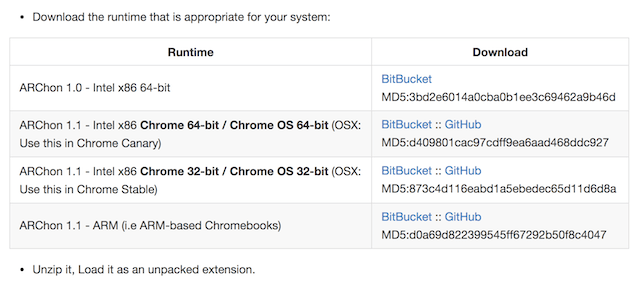 Download the runtime that is appropriate for your system:
Runtime
Download
ARChon 1.0 - Intel x86 64-bit
BitBucket
MD5:3bd2e6014a0cba0b1ee3c69462a9b46d
ARChon 1.1 - Intel x86 Chrome 64-bit / Chrome OS 64-bit (OSX:
Use this in Chrome Canary)
BitBucket :: GitHub
MD5:d409801cac97cdff9ea6aad468ddc927
ARChon 1.1 - Intel x86 Chrome 32-bit / Chrome OS 32-bit (OSX:
Use this in Chrome Stable)
BitBucket :: GitHub
MD5:873c4d116eabd1a5ebedec65d11d6d8a
ARChon 1.1 - ARM (i.e ARM-based Chromebooks)
BitBucket :: GitHub
MD5:d0a69d822399545ff67292b50f8c4047
Unzip it, Load it as an unpacked extension.